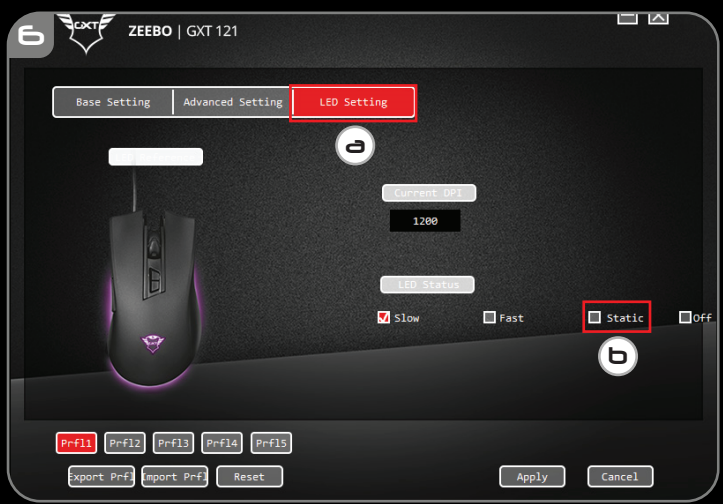 6
GXT
ZEEBO | GXT 121
Base Setting
Advanced Setting
LED Setting
a
Current DPI
1200
LED Status
Slow
Fast
Static
Off
b
GXT
Prfl1
Prfl2
Prfl3
Prfl4
Prfl5
Export Prfl
Import Prfl
Reset
Apply
Cancel